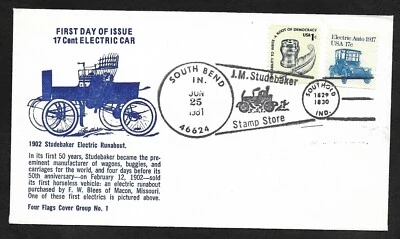 FIRST DAY OF ISSUE
17 Cent ELECTRIC CAR
1902 Studebaker Electric Runabout.
In its first 50 years, Studebaker became the pre-
eminent manufacturer of wagons, buggies, and
carriages for the world, and four days before its
50th anniversary—on February 12, 1902—sold
its first horseless vehicle: an electric runabout
purchased by F. W. Blees of Macon, Missouri.
One of these first electrics is pictured above.
Four Flags Cover Group No. 1
SOUTH BEND
IN.
JUN
25
1981
46624
J.M. Studebaker
Stamp Store
ROOT OF DEMOCRACY
USA 1c
Electric Auto 1917
USA 17c
SOUTHOLD
1829
1830
IND.